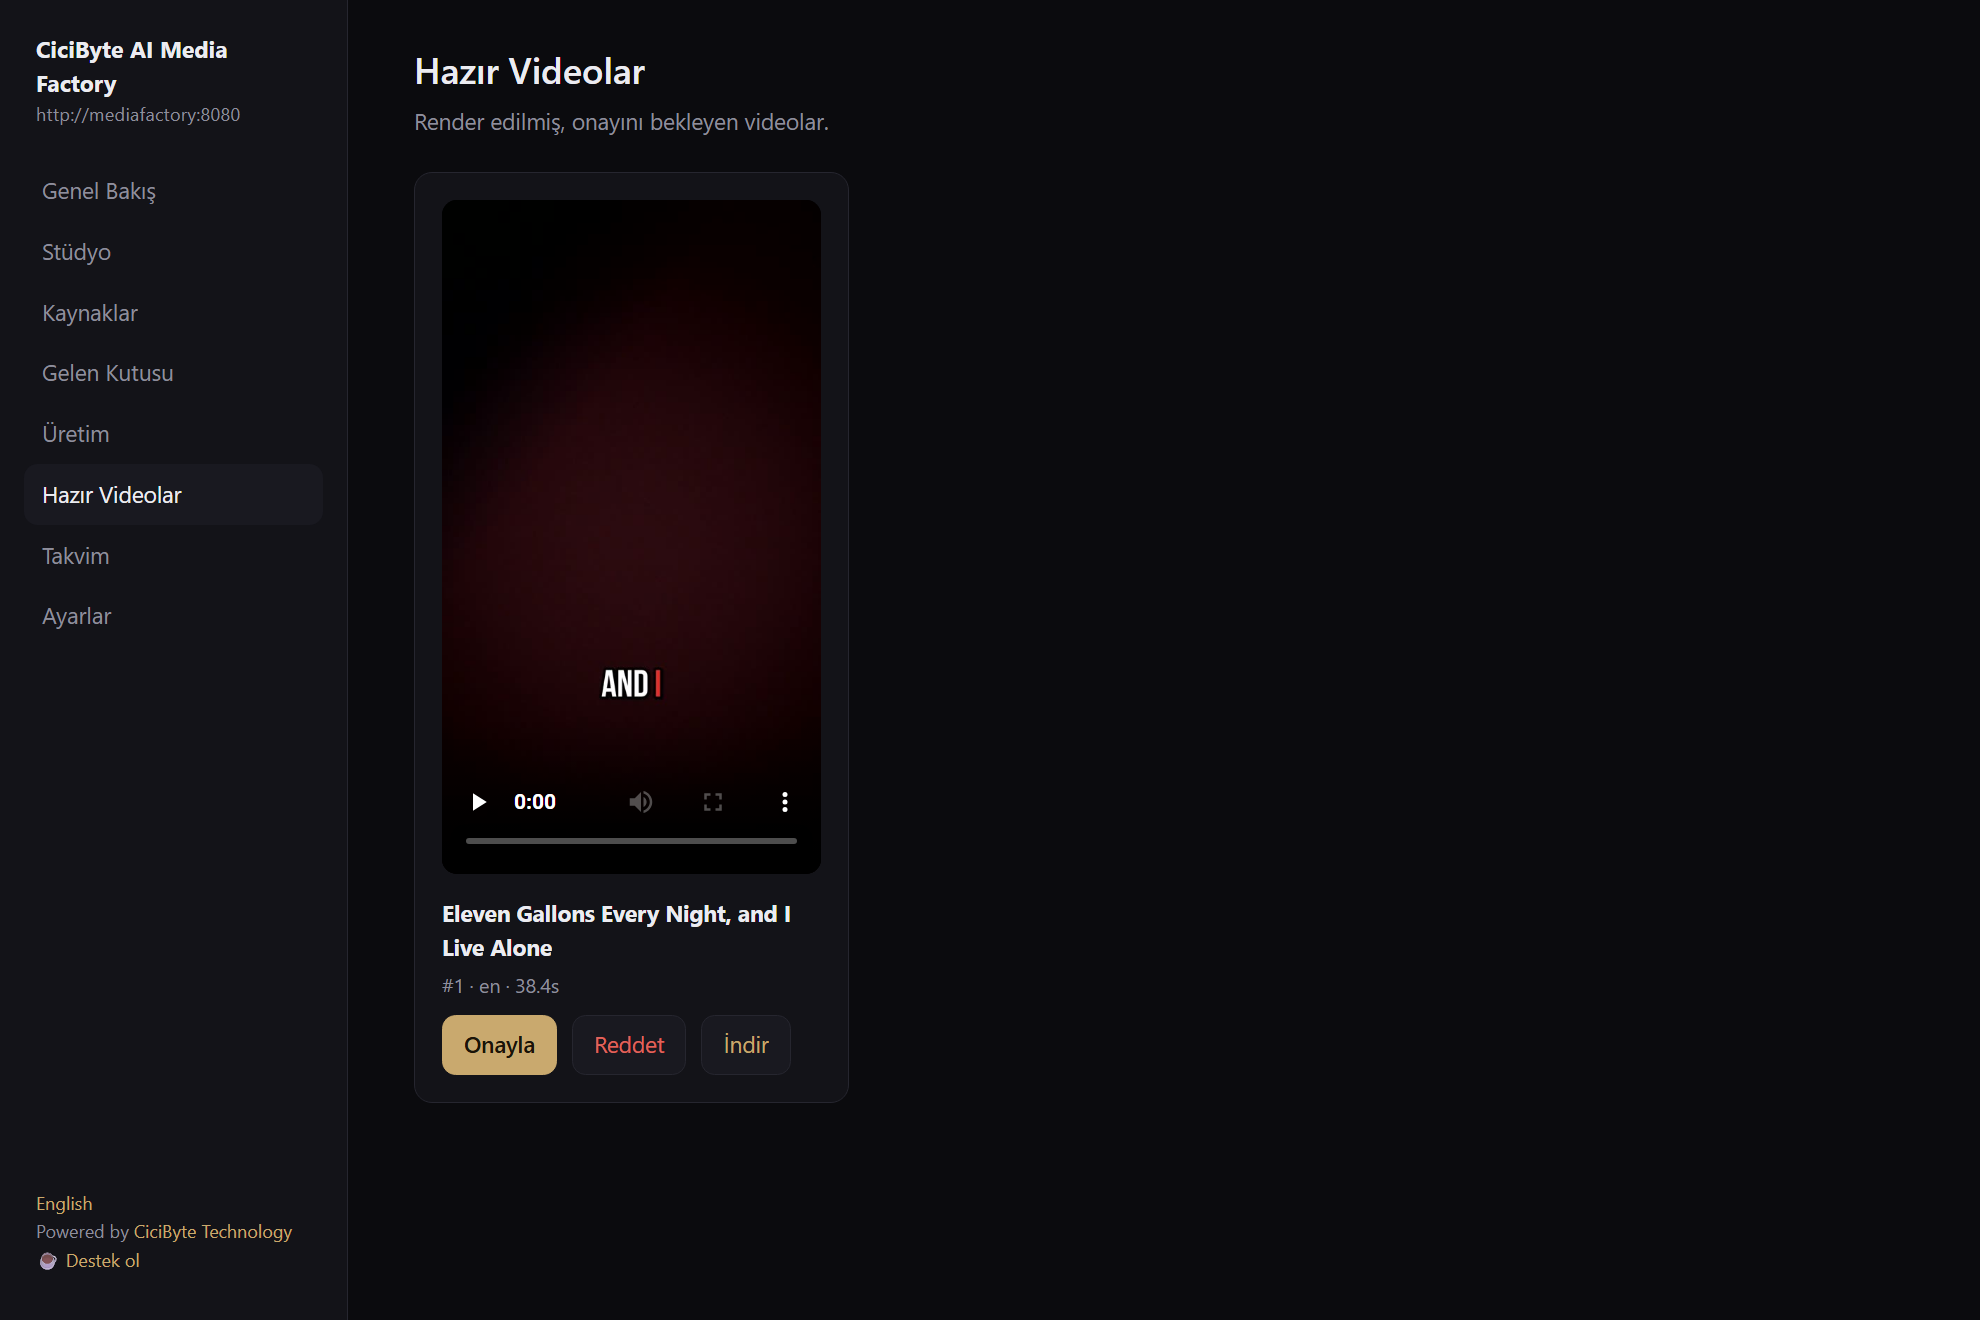 CiciByte AI Media
Factory
http://mediafactory:8080
Genel Bakış
Stüdyo
Kaynaklar
Gelen Kutusu
Üretim
Hazır Videolar
Takvim
Ayarlar
English
Powered by CiciByte Technology
Destek ol
Hazır Videolar
Render edilmiş, onayını bekleyen videolar.
AND I
0:00
Eleven Gallons Every Night, and I
Live Alone
#1 · en · 38.4s
Onayla Reddet İndir